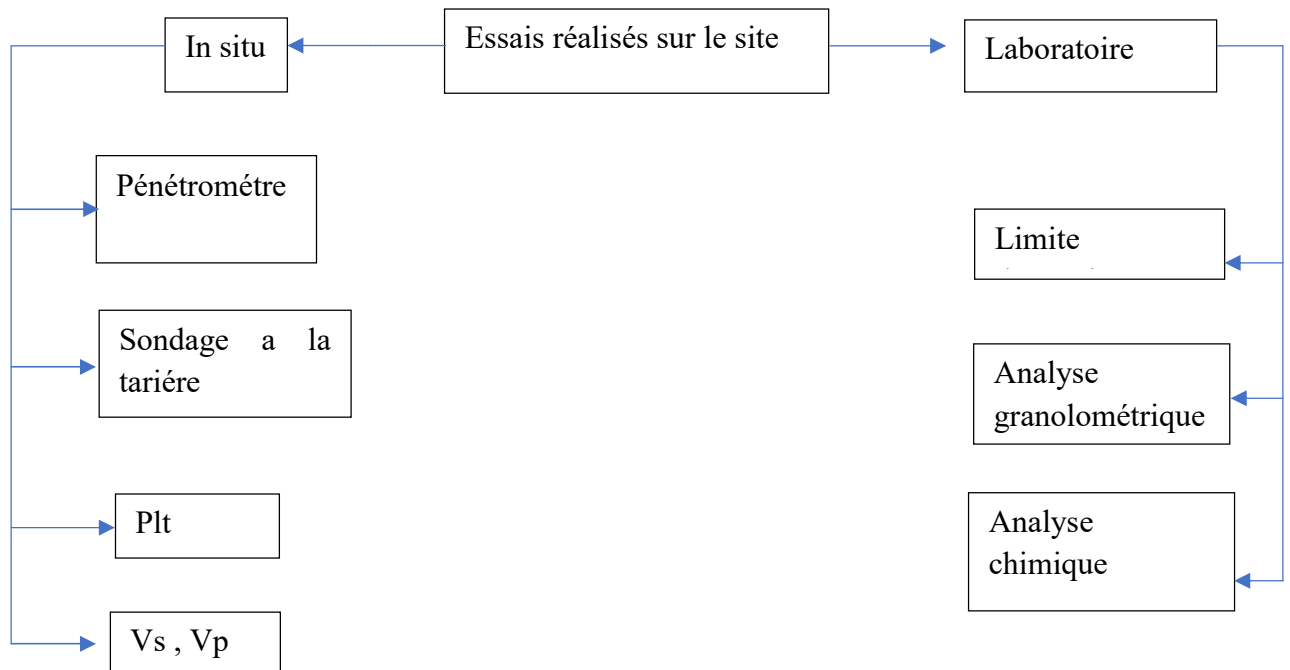 In situ
Essais réalisés sur le site
Laboratoire
Pénétrométre
Sondage a la
tariére
Plt
Vs , Vp
Limite
Analyse
granolométrique
Analyse
chimique